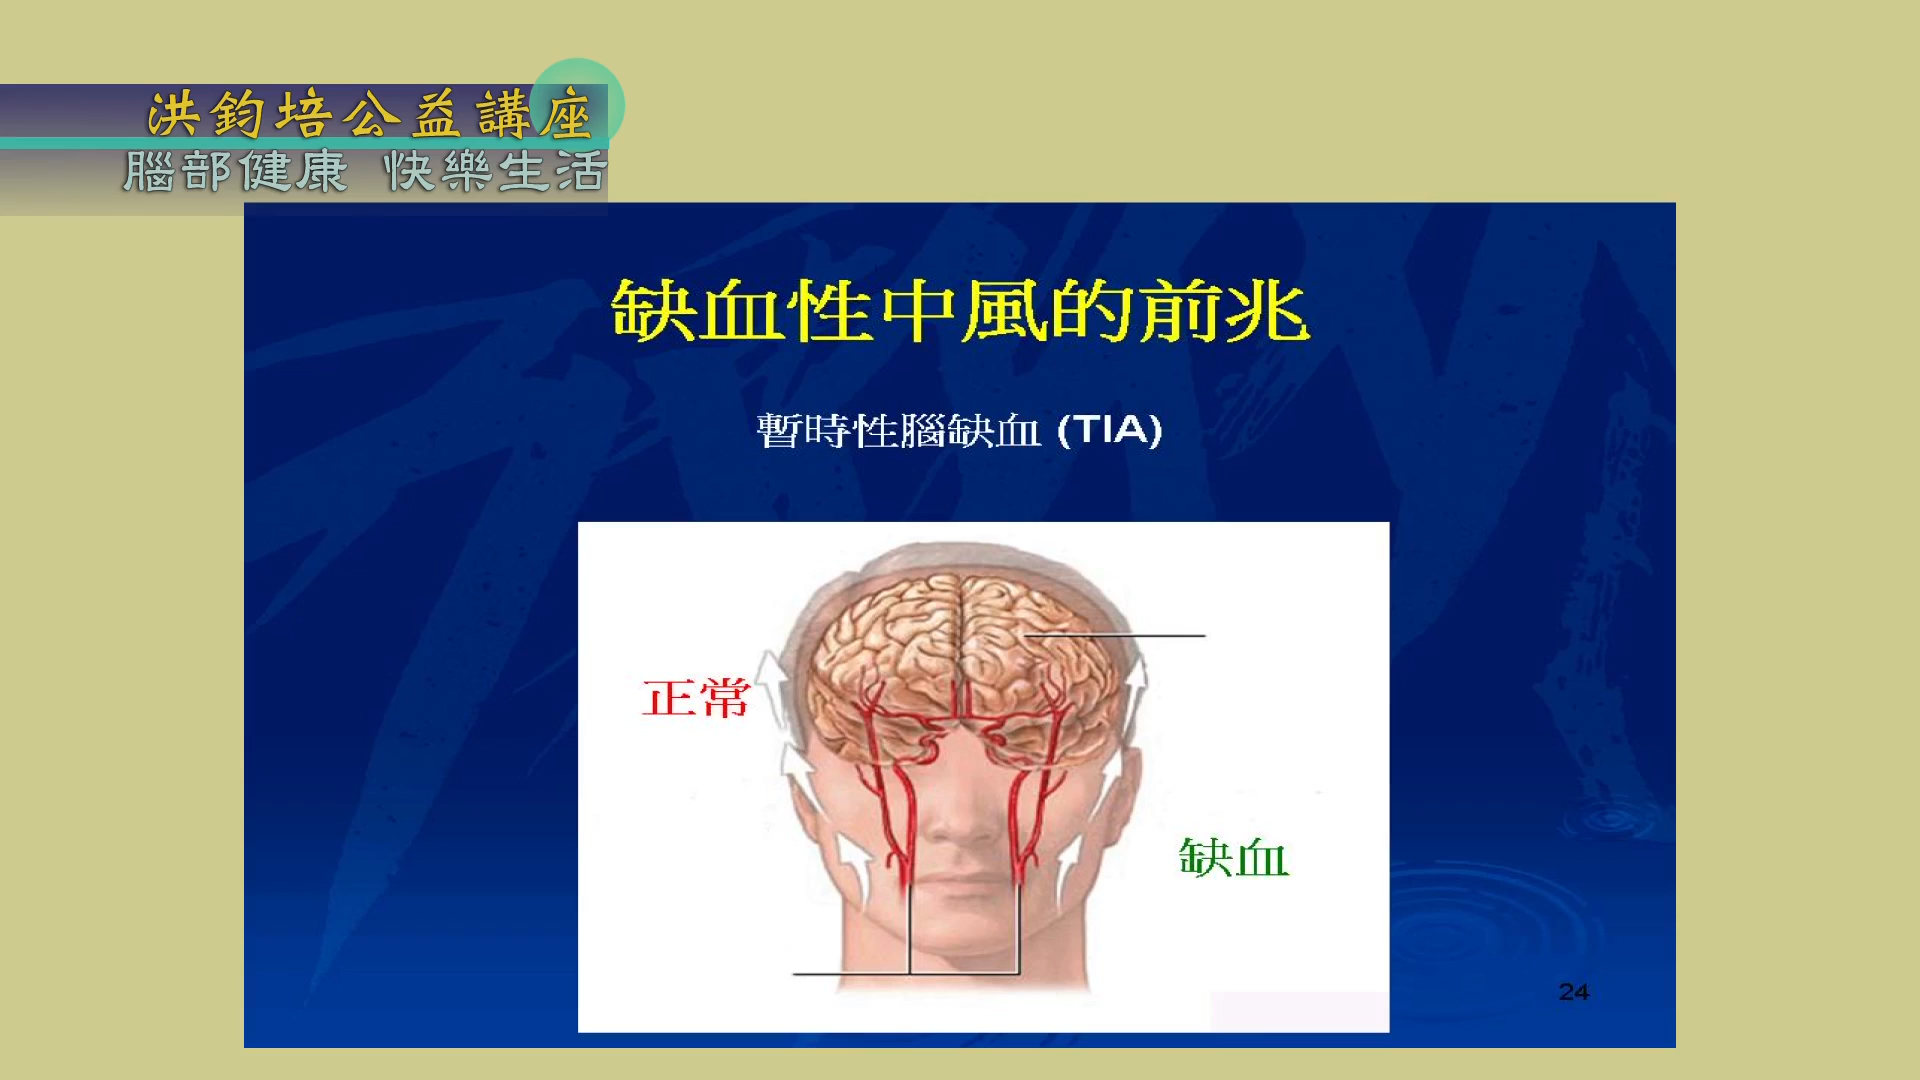 洪鈞培公益講座
腦部健康 快樂生活
缺血性中風的前兆
暫時性腦缺血 (TIA)
正常
缺血
24